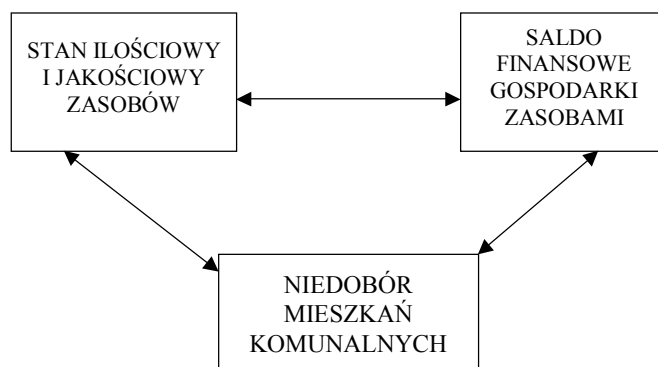 STAN ILOŚCIOWY
I JAKOŚCIOWY
ZASOBÓW
SALDO
FINANSOWE
GOSPODARKI
ZASOBAMI
NIEDOBÓR
MIESZKAŃ
KOMUNALNYCH